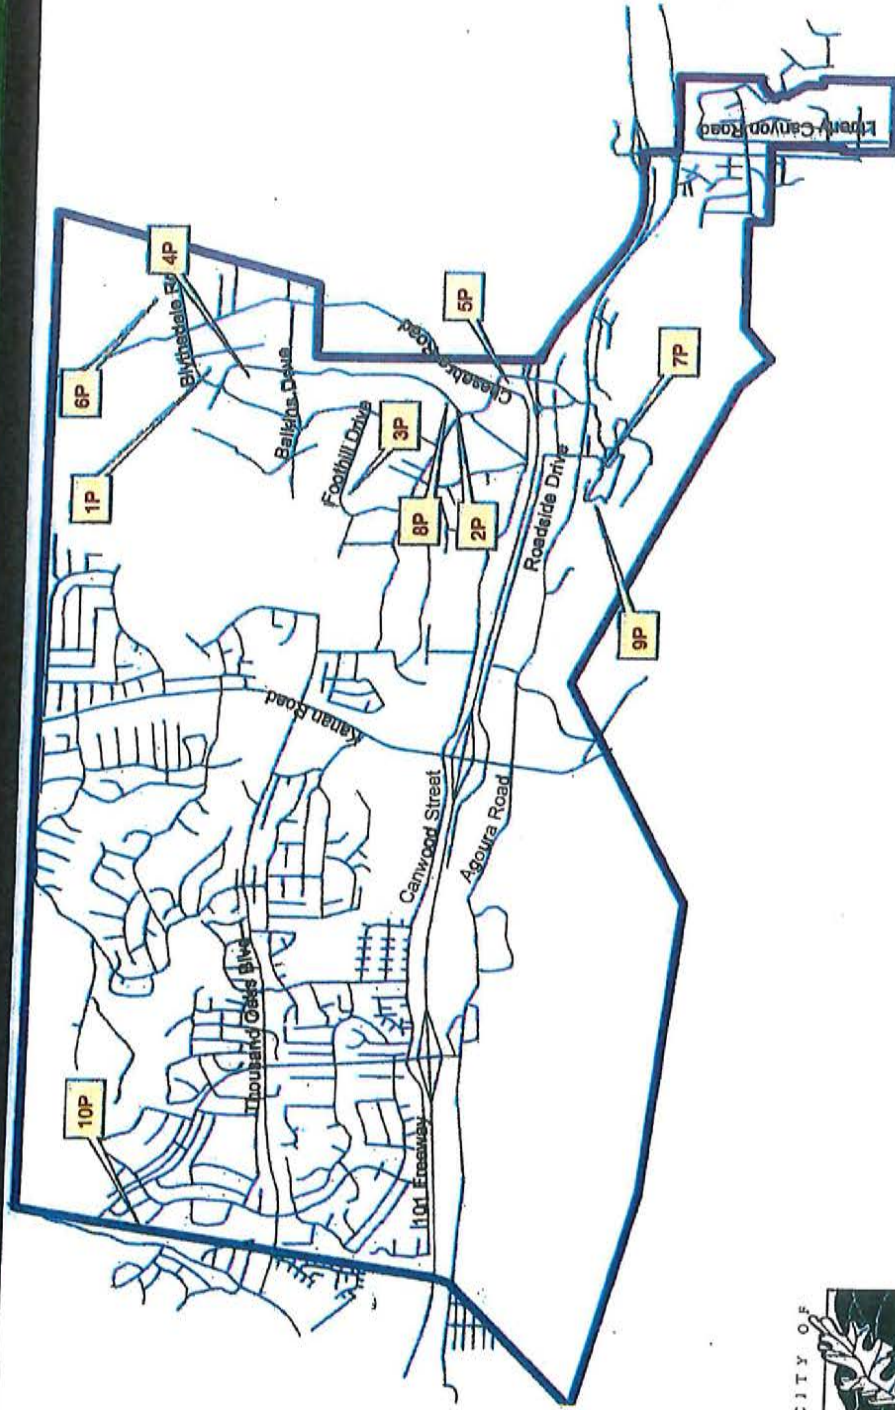 10P
6P
4P
1P
Blythedale Rd
Balkins Drive
Foothill Drive
3P
8P
2P
5P
Chesebro Road
Kanan Road
Thousand Oaks Blvd
Canwood Street
Agoura Road
Roadside Drive
101 Freeway
7P
9P
Liberty Canyon Road
CITY OF